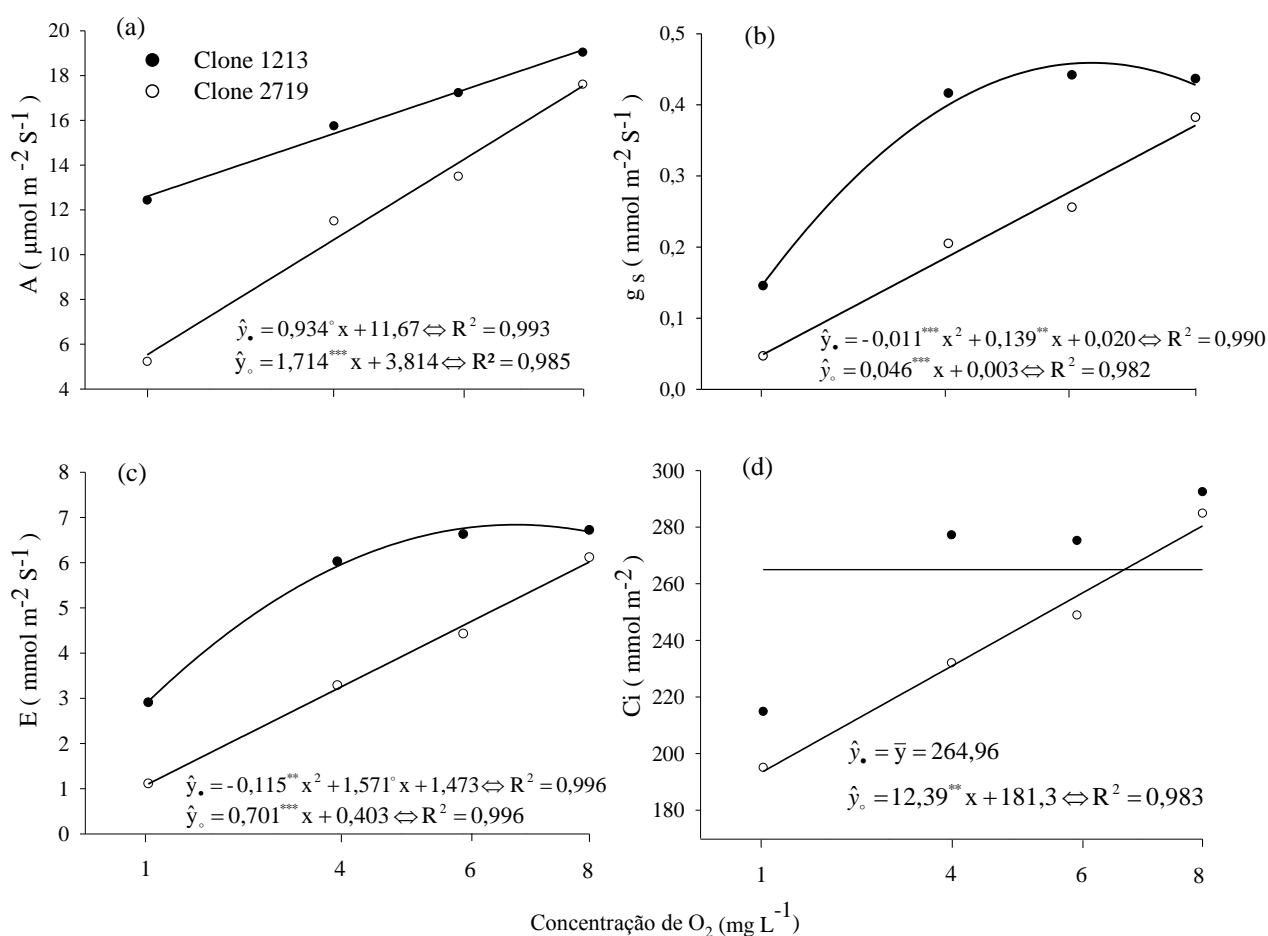 (a)
Clone 1213
Clone 2719
20
18
16
14
12
10
8
6
4
A ( μmol m⁻² S⁻¹)
ŷ● = 0,934° x + 11,67 ⇔ R² = 0,993
ŷ○ = 1,714*** x + 3,814 ⇔ R² = 0,985
(b)
0,5
0,4
0,3
0,2
0,1
0,0
g s ( mmol m⁻² S⁻¹)
ŷ● = -0,011*** x² + 0,139** x + 0,020 ⇔ R² = 0,990
ŷ○ = 0,046*** x + 0,003 ⇔ R² = 0,982
(c)
8
7
6
5
4
3
2
1
0
E ( mmol m⁻² S⁻¹)
ŷ● = -0,115** x² + 1,571° x + 1,473 ⇔ R² = 0,996
ŷ○ = 0,701*** x + 0,403 ⇔ R² = 0,996
1 4 6 8
(d)
300
280
260
240
220
200
180
Ci ( mmol m⁻²)
ŷ● = ȳ = 264,96
ŷ○ = 12,39** x + 181,3 ⇔ R² = 0,983
1 4 6 8
Concentração de O₂ (mg L⁻¹)